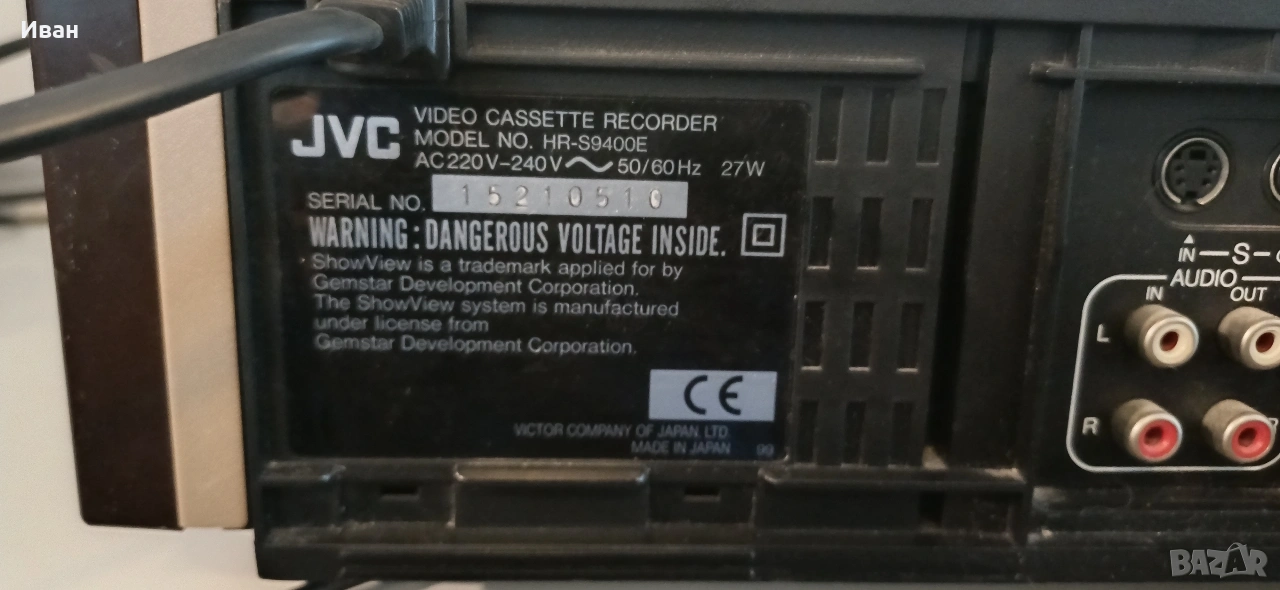 Иван
JVC
VIDEO CASSETTE RECORDER
MODEL NO. HR-S9400E
AC 220V-240V 50/60Hz 27W
SERIAL NO. 15210510
WARNING: DANGEROUS VOLTAGE INSIDE.
ShowView is a trademark applied for by
Gemstar Development Corporation.
The ShowView system is manufactured
under license from
Gemstar Development Corporation.
CE
VICTOR COMPANY OF JAPAN. LTD
MADE IN JAPAN 99
IN S
AUDIO
IN OUT
L
R
BAZAR